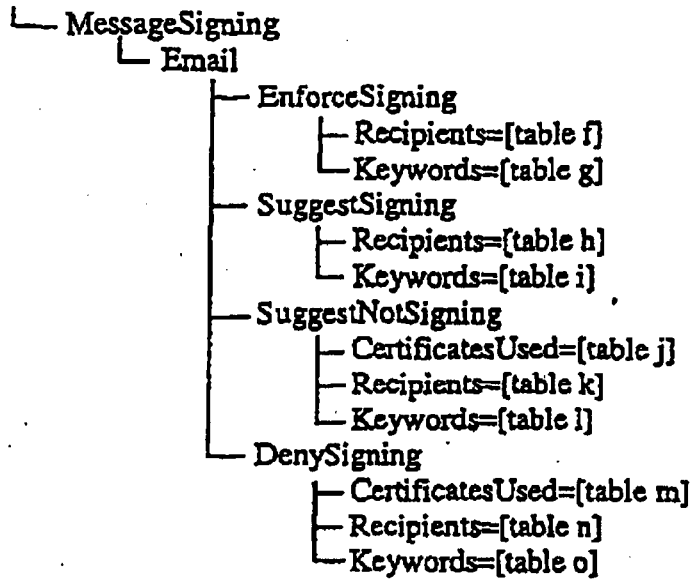 MessageSigning
Email
EnforceSigning
Recipients=[table f]
Keywords=[table g]
SuggestSigning
Recipients=[table h]
Keywords=[table i]
SuggestNotSigning
CertificatesUsed=[table j]
Recipients=[table k]
Keywords=[table l]
DenySigning
CertificatesUsed=[table m]
Recipients=[table n]
Keywords=[table o]